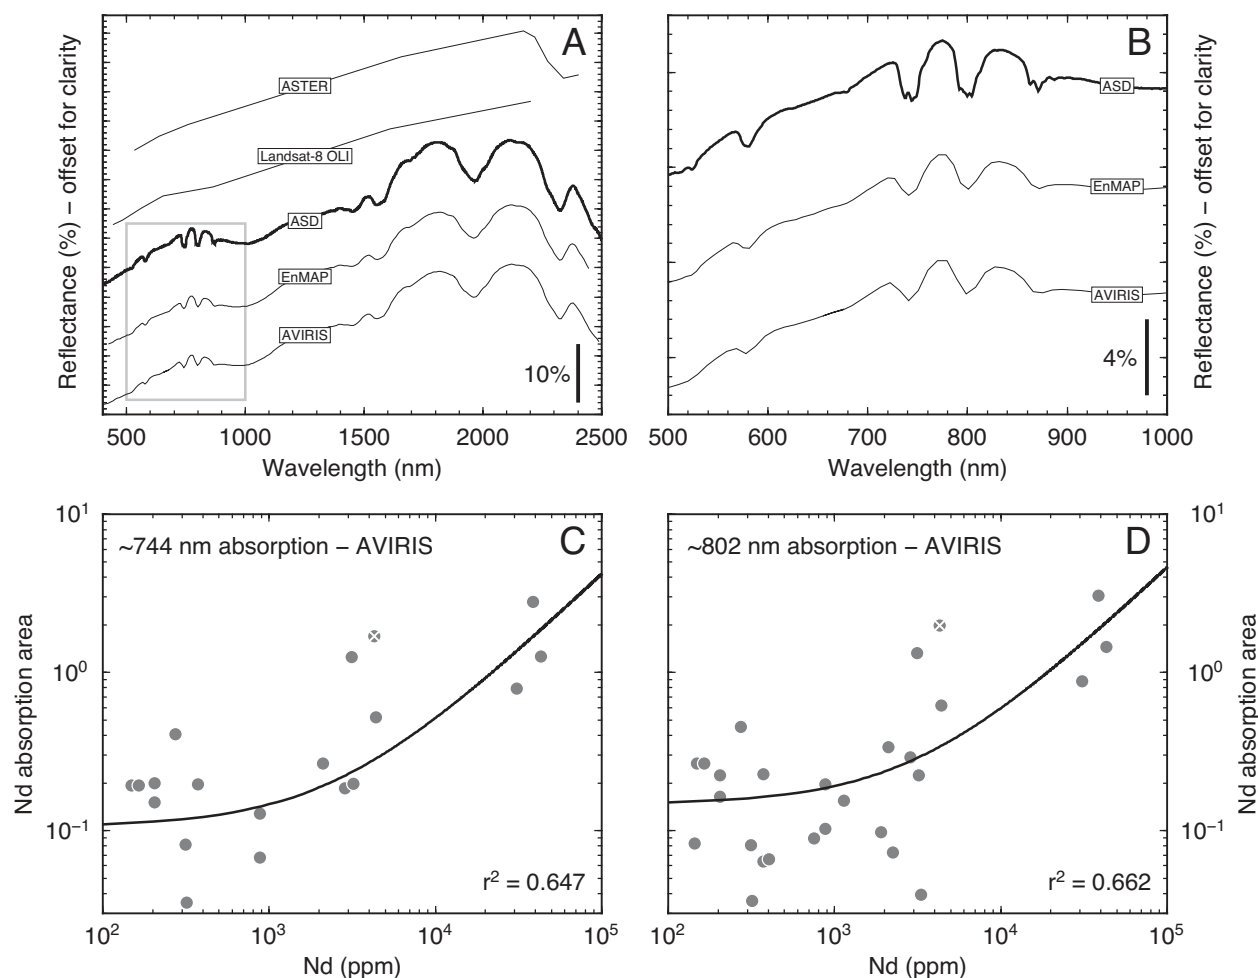 A
ASTER
Landsat-8 OLI
ASD
EnMAP
AVIRIS
10%
Reflectance (%) – offset for clarity
500 1000 1500 2000 2500
Wavelength (nm)
B
ASD
EnMAP
AVIRIS
4%
Reflectance (%) – offset for clarity
500 600 700 800 900 1000
Wavelength (nm)
~744 nm absorption – AVIRIS
C
10¹
10⁰
10⁻¹
Nd absorption area
r² = 0.647
10² 10³ 10⁴ 10⁵
Nd (ppm)
~802 nm absorption – AVIRIS
D
10¹
10⁰
10⁻¹
Nd absorption area
r² = 0.662
10² 10³ 10⁴ 10⁵
Nd (ppm)